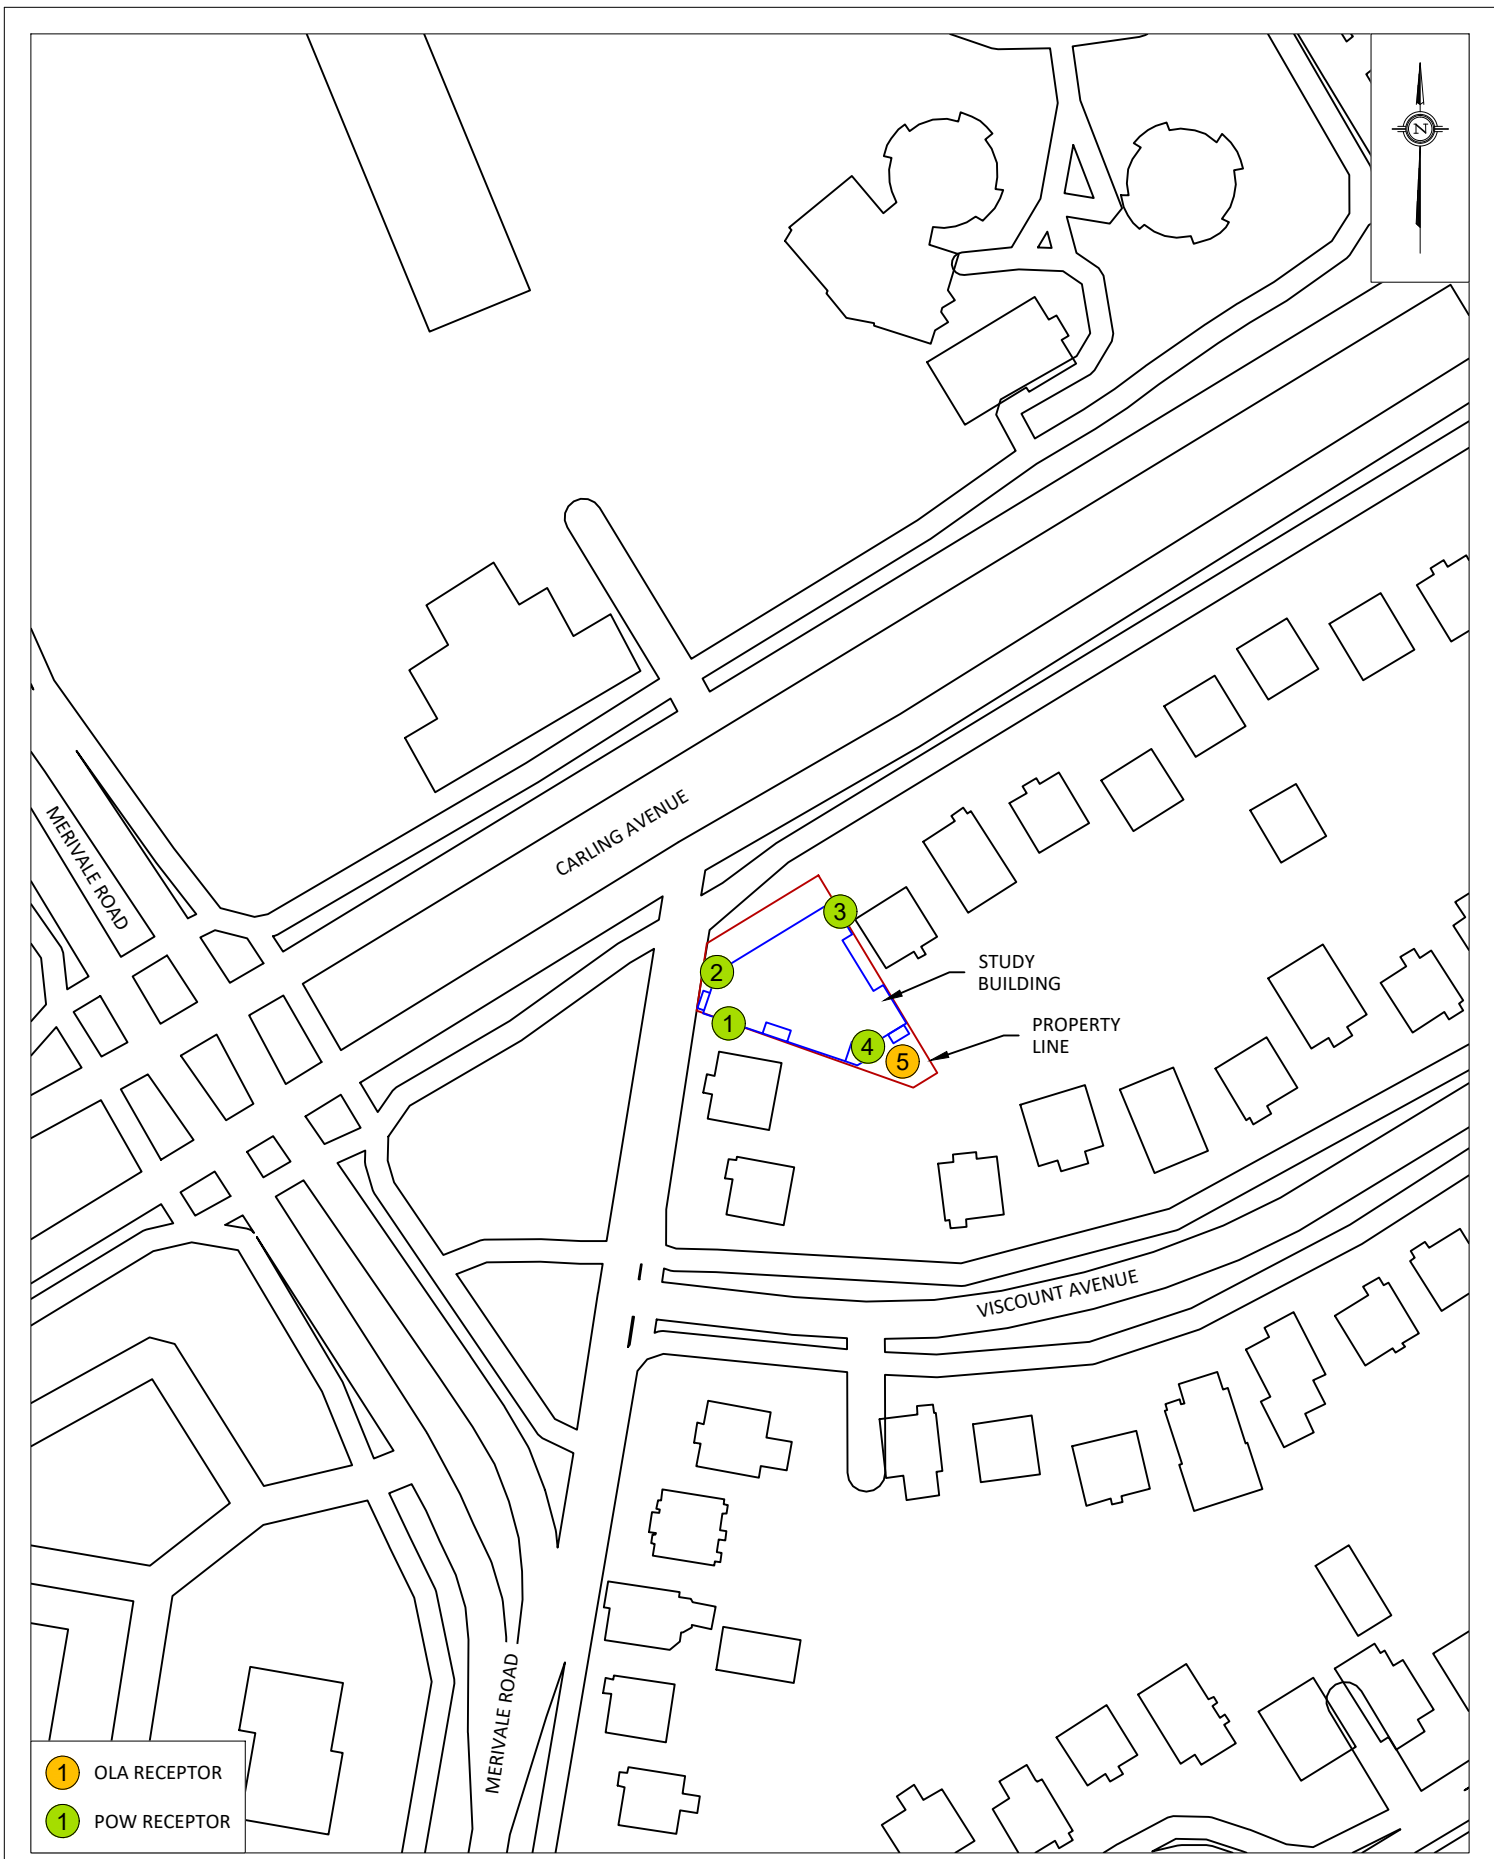 N
MERIVALE ROAD
CARLING AVENUE
3
2
STUDY
BUILDING
1
PROPERTY
LINE
4
5
VISCOUNT AVENUE
MERIVALE ROAD
1 OLA RECEPTOR
1 POW RECEPTOR